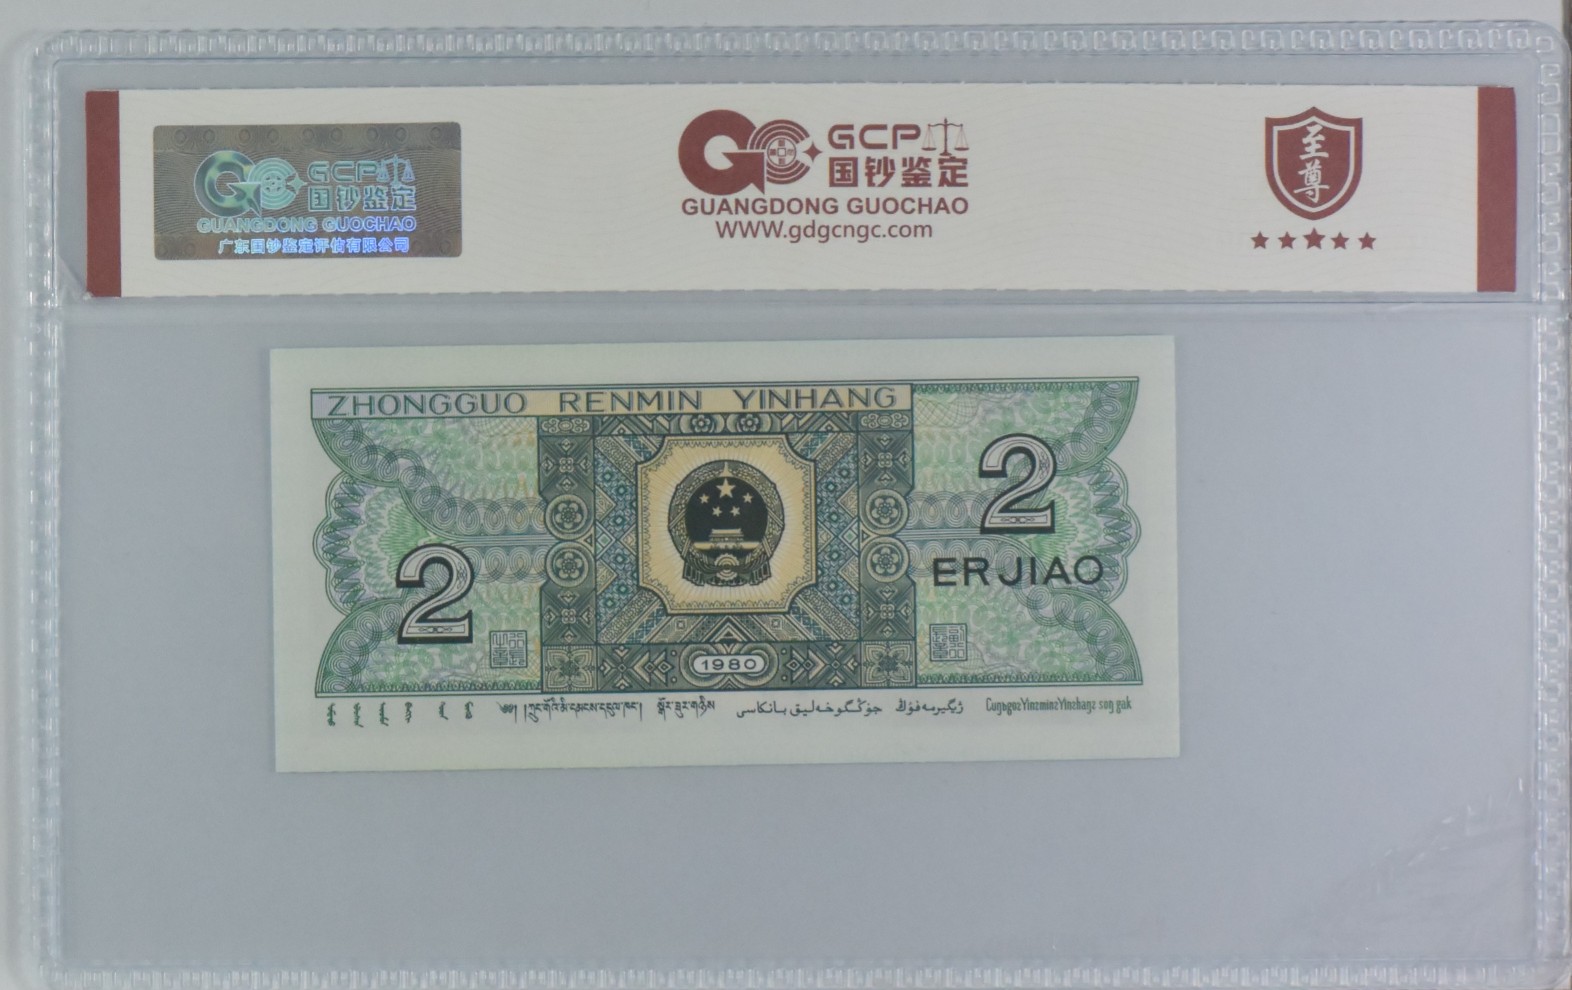 GCP
国钞鉴定
GUANGDONG GUOCHAO
广东国钞鉴定评估有限公司
GCP
国钞鉴定
GUANGDONG GUOCHAO
WWW.gdgcngc.com
至尊
ZHONGGUO RENMIN YINHANG
2
2
ERJIAO
1980
جۇڭگوخەلىق بانكاسى